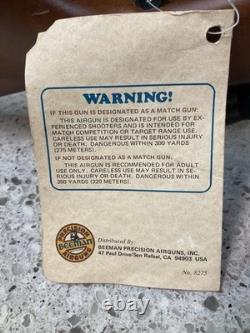 WARNING!
IF THIS GUN IS DESIGNATED AS A MATCH GUN:
THIS AIRGUN IS DESIGNATED FOR USE BY EX-
PERIENCED SHOOTERS AND IS INTENDED FOR
MATCH COMPETITION OR TARGET RANGE USE.
CARELESS USE MAY RESULT IN SERIOUS INJURY
OR DEATH. DANGEROUS WITHIN 300 YARDS
(275 METERS).
IF NOT DESIGNATED AS A MATCH GUN:
THIS AIRGUN IS RECOMMENDED FOR ADULT
USE ONLY. CARELESS USE MAY RESULT IN SE-
RIOUS INJURY OR DEATH. DANGEROUS WITHIN
350 YARDS (320 METERS).
PRECISION
BEEMAN
AIRGUNS
Distributed By:
BEEMAN PRECISION AIRGUNS, INC.
47 Paul Drive/San Rafael, CA 94903 USA
No. 8275